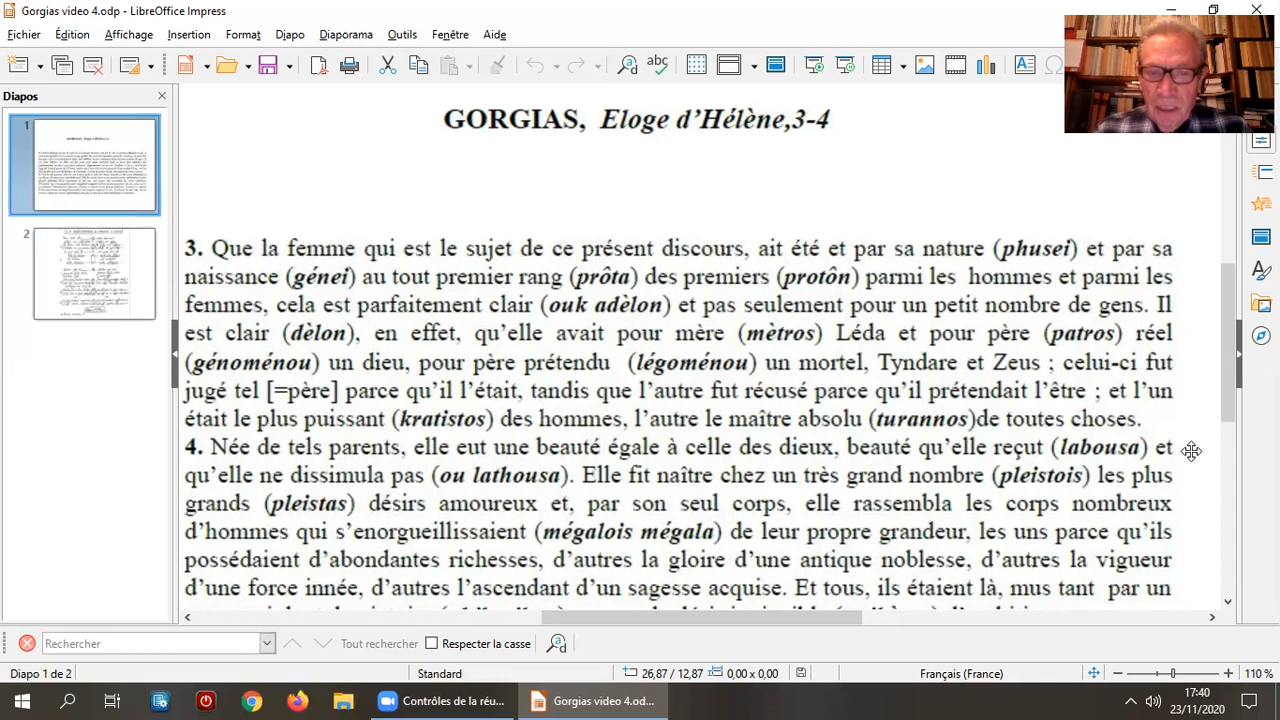 Gorgias video 4.odp - LibreOffice Impress
Fichier Édition Affichage Insertion Format Diapo Diaporama Outils Fenêtre Aide
Diapos
1
2
GORGIAS, Eloge d'Hélène,3-4
3. Que la femme qui est le sujet de ce présent discours, ait été et par sa nature (phusei) et par sa
naissance (génei) au tout premier rang (prôta) des premiers (protôn) parmi les hommes et parmi les
femmes, cela est parfaitement clair (ouk adèlon) et pas seulement pour un petit nombre de gens. Il
est clair (dèlon), en effet, qu'elle avait pour mère (mètros) Léda et pour père (patros) réel
(génoménou) un dieu, pour père prétendu (légoménou) un mortel, Tyndare et Zeus ; celui-ci fut
jugé tel [=père] parce qu'il l'était, tandis que l'autre fut récusé parce qu'il prétendait l'être ; et l'un
était le plus puissant (kratistos) des hommes, l'autre le maître absolu (turannos)de toutes choses.
4. Née de tels parents, elle eut une beauté égale à celle des dieux, beauté qu'elle reçut (labousa) et
qu'elle ne dissimula pas (ou lathousa). Elle fit naître chez un très grand nombre (pleistois) les plus
grands (pleistas) désirs amoureux et, par son seul corps, elle rassembla les corps nombreux
d'hommes qui s'enorgueillissaient (mégalois mégala) de leur propre grandeur, les uns parce qu'ils
possédaient d'abondantes richesses, d'autres la gloire d'une antique noblesse, d'autres la vigueur
d'une force innée, d'autres l'ascendant d'un sagesse acquise. Et tous, ils étaient là, mus tant par un
Rechercher Tout rechercher Respecter la casse
Diapo 1 de 2 Standard 26,87 / 12,87 0,00 x 0,00 Français (France) 110 %
Contrôles de la réu... Gorgias video 4.od... 17:40
23/11/2020